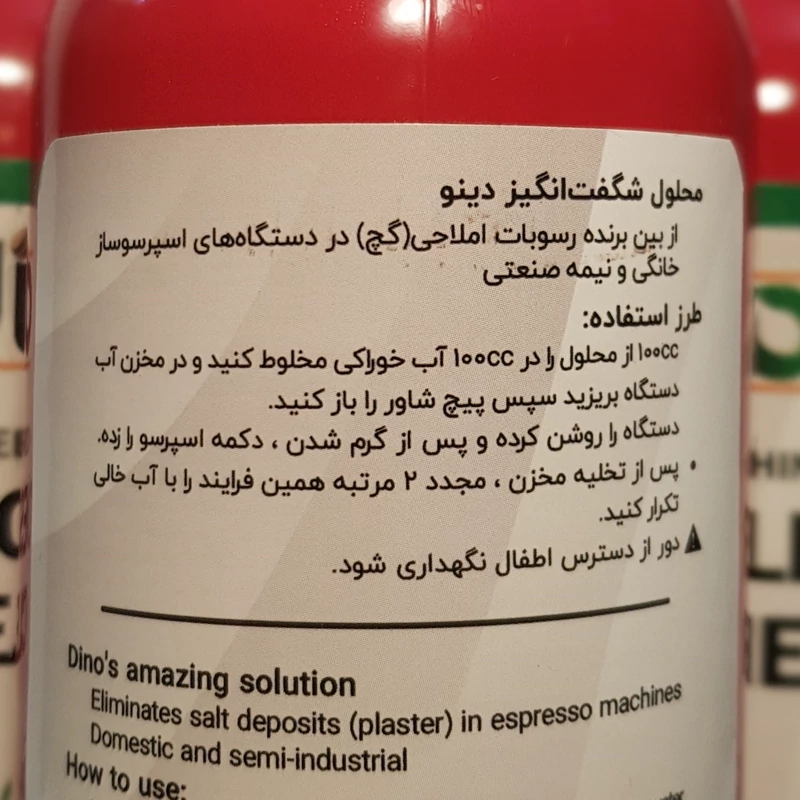 محلول شگفت‌انگیز دینو
از بین برنده رسوبات املاحی(گچ) در دستگاه‌های اسپرسوساز
خانگی و نیمه صنعتی
طرز استفاده:
۱۰۰cc از محلول را در ۱۰۰cc آب خوراکی مخلوط کنید و در مخزن آب
دستگاه بریزید سپس پیچ شاور را باز کنید.
دستگاه را روشن کرده و پس از گرم شدن ، دکمه اسپرسو را زده.
• پس از تخلیه مخزن ، مجدد ۲ مرتبه همین فرایند را با آب خالی
تکرار کنید.
دور از دسترس اطفال نگهداری شود.
Dino's amazing solution
Eliminates salt deposits (plaster) in espresso machines
Domestic and semi-industrial
How to use: